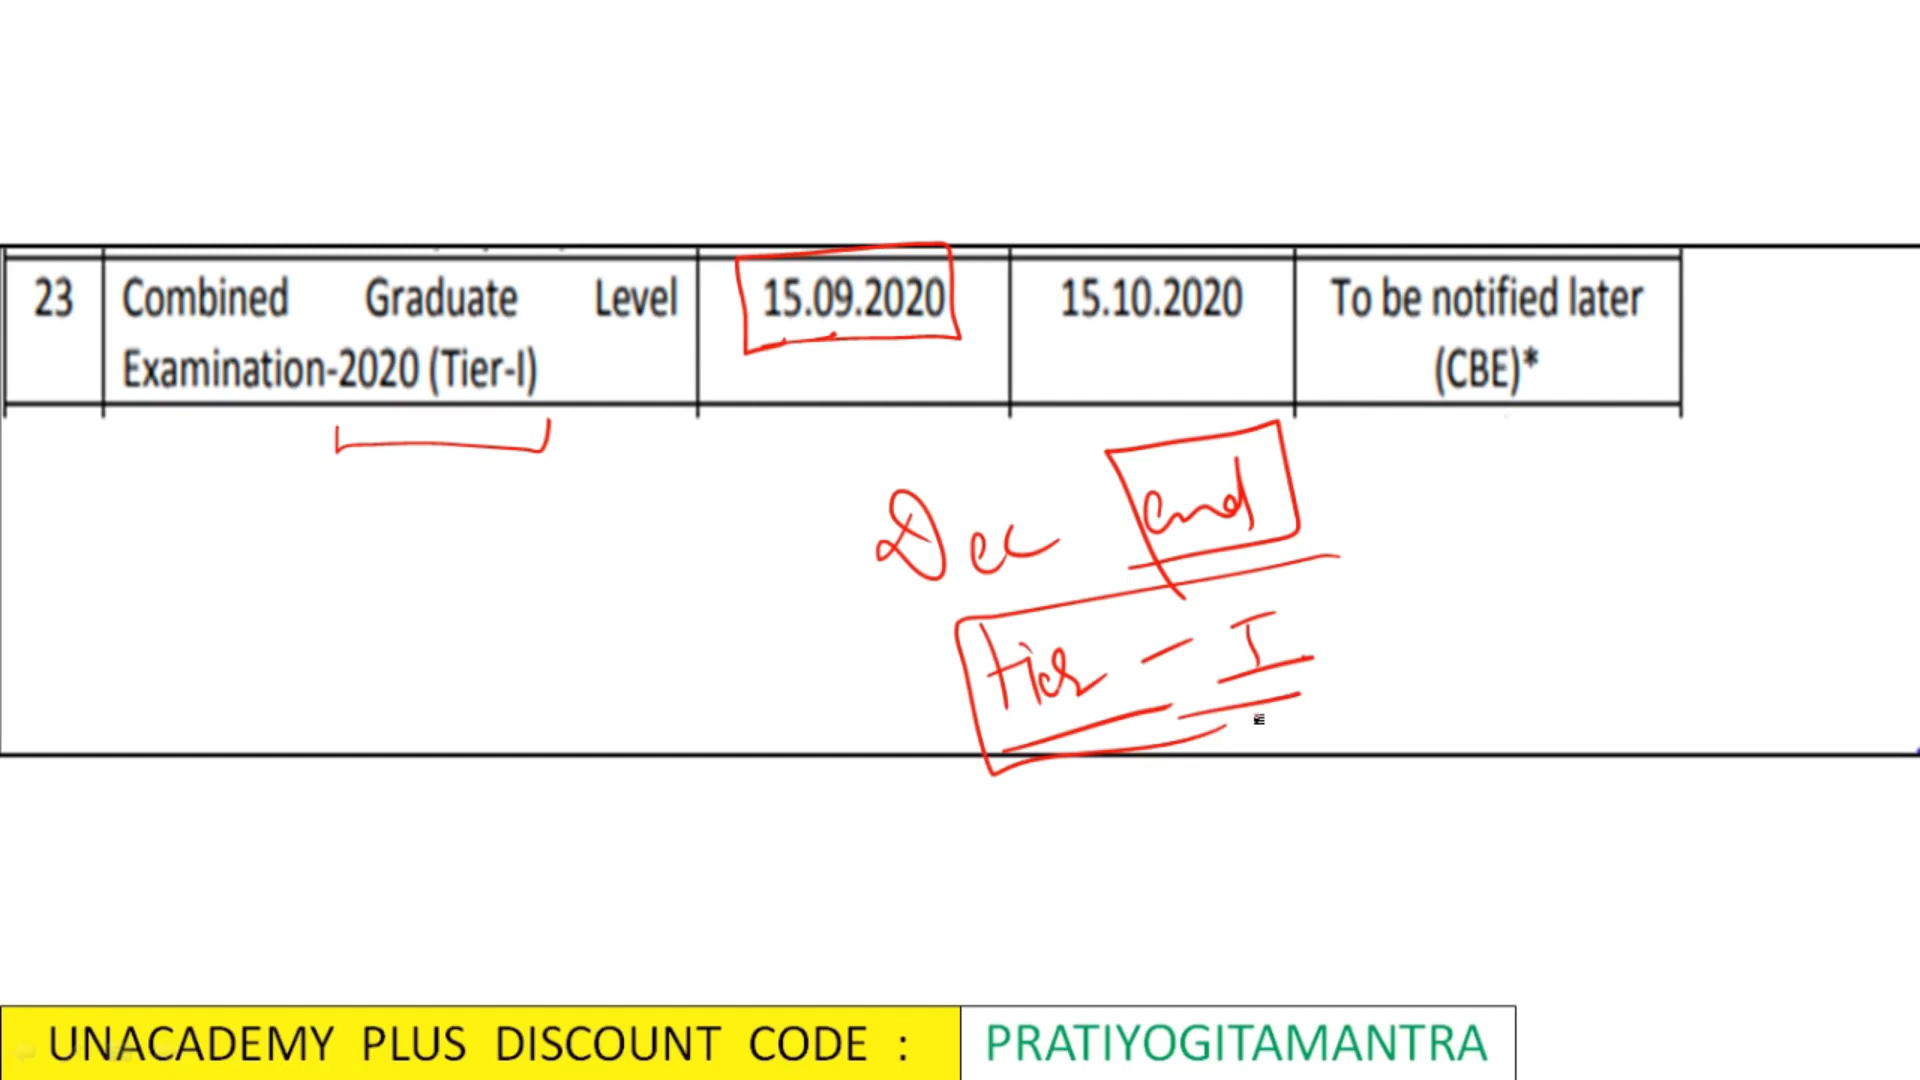 23 Combined Graduate Level 15.09.2020 15.10.2020 To be notified later
Examination-2020 (Tier-I) (CBE)*
Dec end
tier - I
UNACADEMY PLUS DISCOUNT CODE : PRATIYOGITAMANTRA